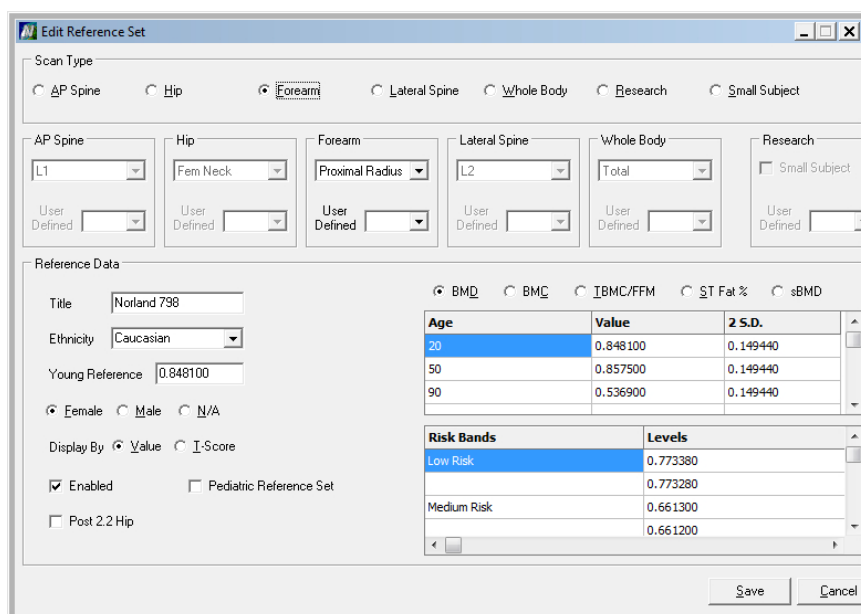 Edit Reference Set
Scan Type
AP Spine Hip Forearm Lateral Spine Whole Body Research Small Subject
AP Spine Hip Forearm Lateral Spine Whole Body Research
L1 Fem Neck Proximal Radius L2 Total Small Subject
User Defined User Defined User Defined User Defined User Defined User Defined
Reference Data
BMD BMC TBMC/FFM ST Fat % sBMD
Title Norland 798
Ethnicity Caucasian
Young Reference 0.848100
Female Male N/A
Display By Value T-Score
Enabled Pediatric Reference Set
Post 2.2 Hip
Age Value 2 S.D.
20 0.848100 0.149440
50 0.857500 0.149440
90 0.536900 0.149440
Risk Bands Levels
Low Risk 0.773380
0.773280
Medium Risk 0.661300
0.661200
Save Cancel